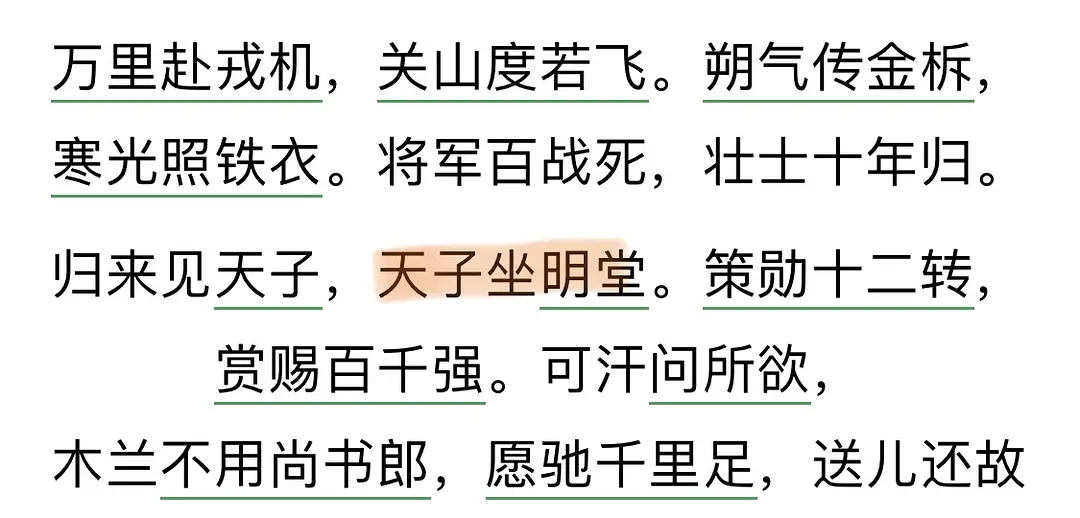 万里赴戎机，关山度若飞。朔气传金柝，
寒光照铁衣。将军百战死，壮士十年归。
归来见天子，天子坐明堂。策勋十二转，
赏赐百千强。可汗问所欲，
木兰不用尚书郎，愿驰千里足，送儿还故